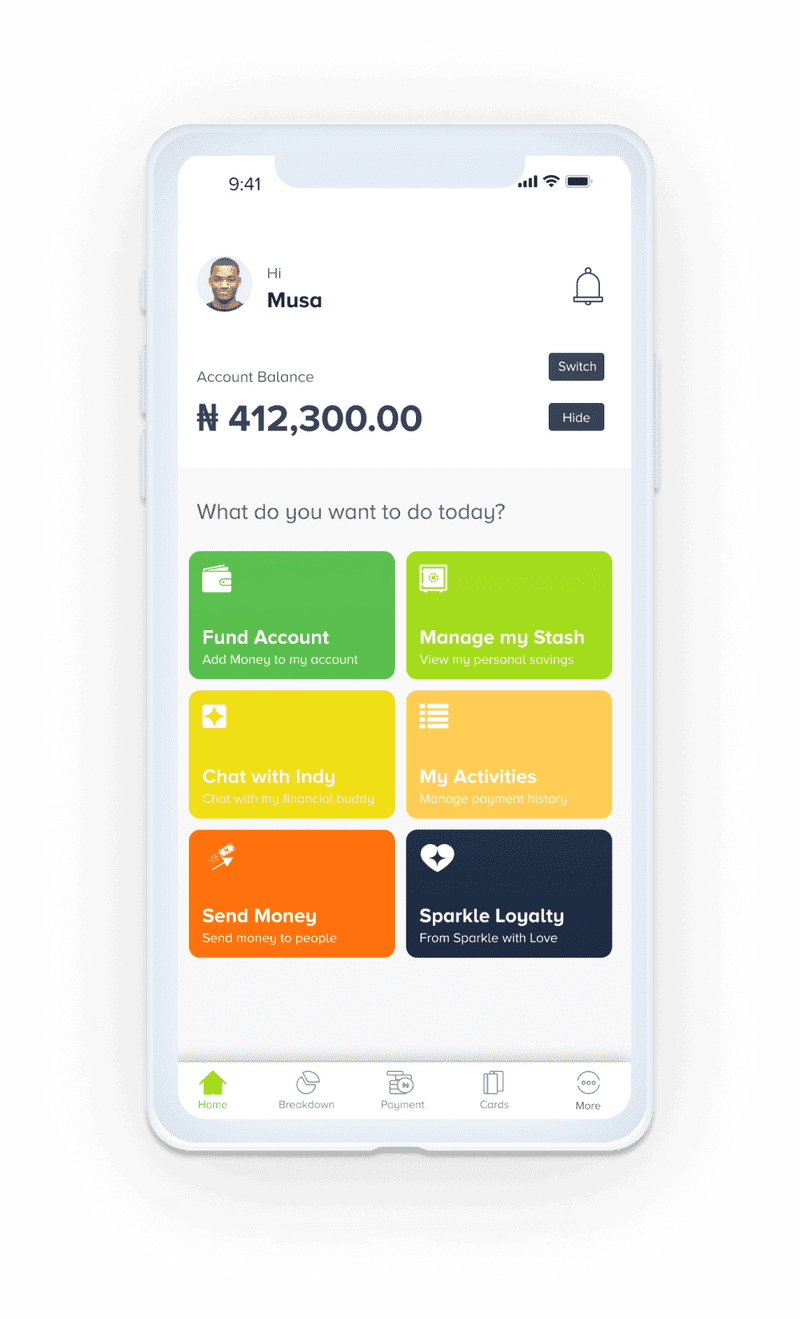 9:41
Hi
Musa
Account Balance
Switch
₦ 412,300.00
Hide
What do you want to do today?
Fund Account
Add Money to my account
Manage my Stash
View my personal savings
Chat with Indy
Chat with my financial buddy
My Activities
Manage payment history
Send Money
Send money to people
Sparkle Loyalty
From Sparkle with Love
Home
Breakdown
Payment
Cards
More